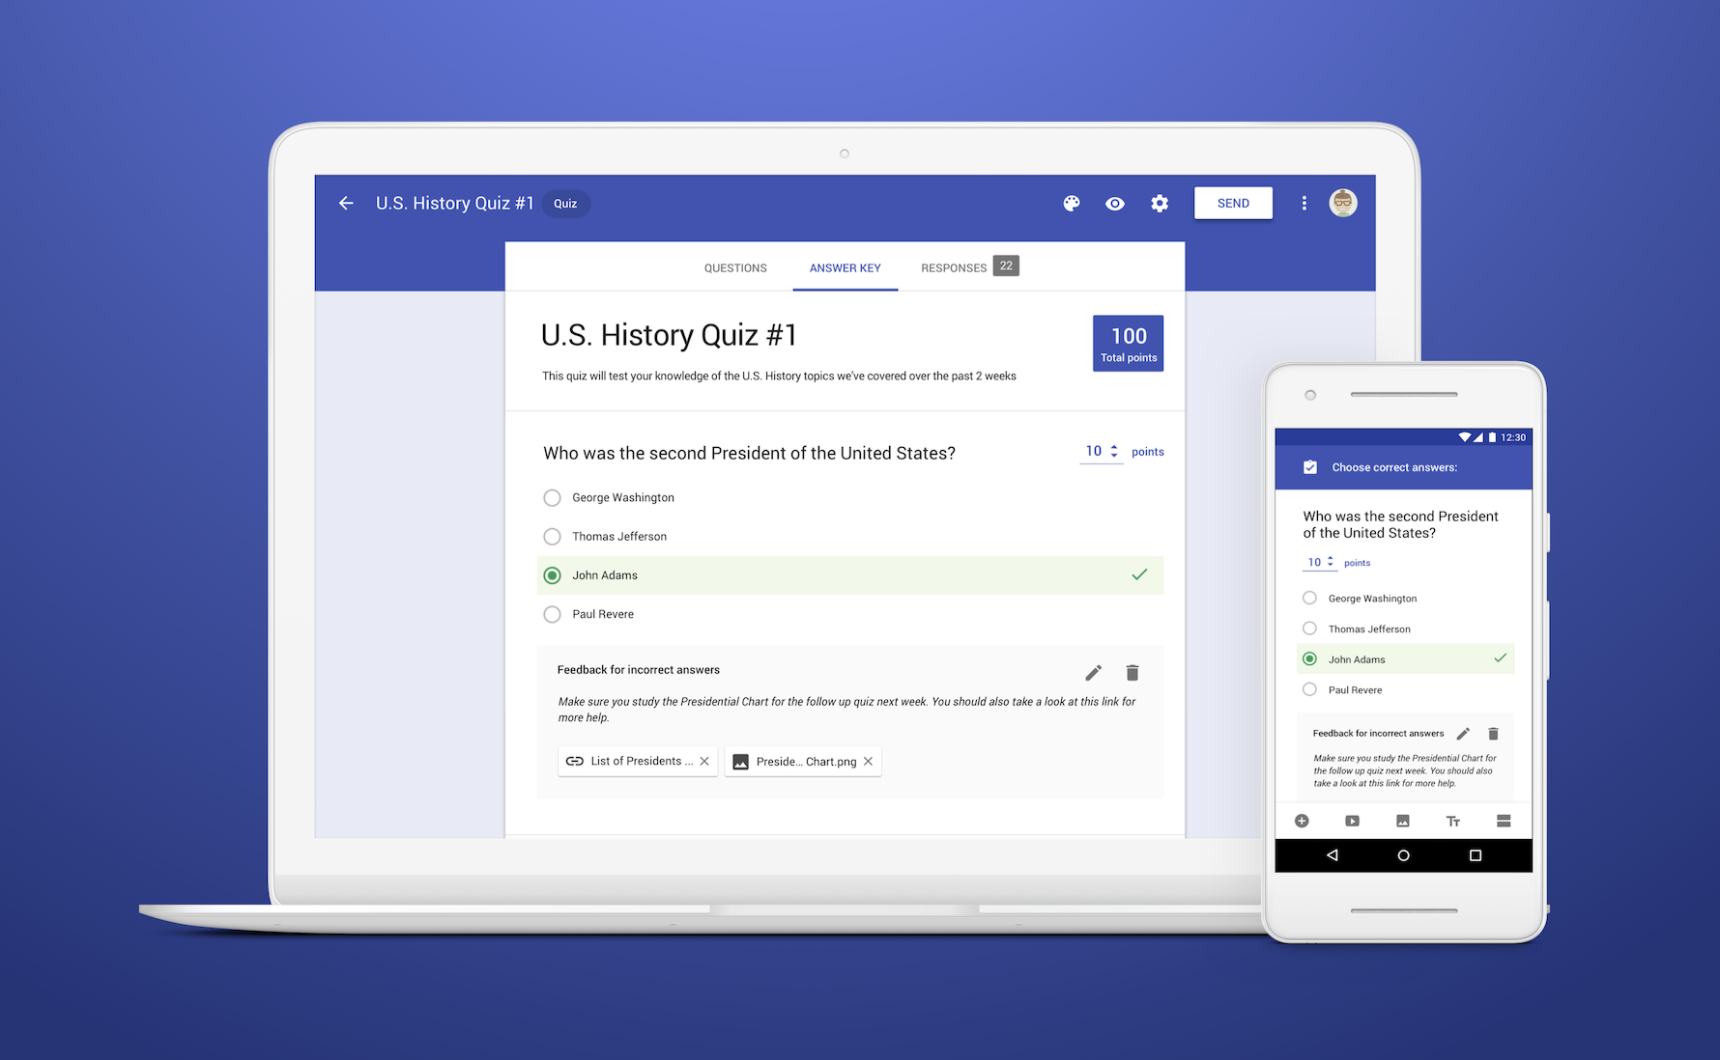 U.S. History Quiz #1 Quiz SEND
QUESTIONS ANSWER KEY RESPONSES 22
U.S. History Quiz #1
100
Total points
This quiz will test your knowledge of the U.S. History topics we've covered over the past 2 weeks
Who was the second President of the United States? 10 points
George Washington
Thomas Jefferson
John Adams
Paul Revere
Feedback for incorrect answers
Make sure you study the Presidential Chart for the follow up quiz next week. You should also take a look at this link for
more help.
List of Presidents ... Preside... Chart.png
12:30
Choose correct answers:
Who was the second President
of the United States?
10 points
George Washington
Thomas Jefferson
John Adams
Paul Revere
Feedback for incorrect answers
Make sure you study the Presidential Chart for
the follow up quiz next week. You should also
take a look at this link for more help.
Tт